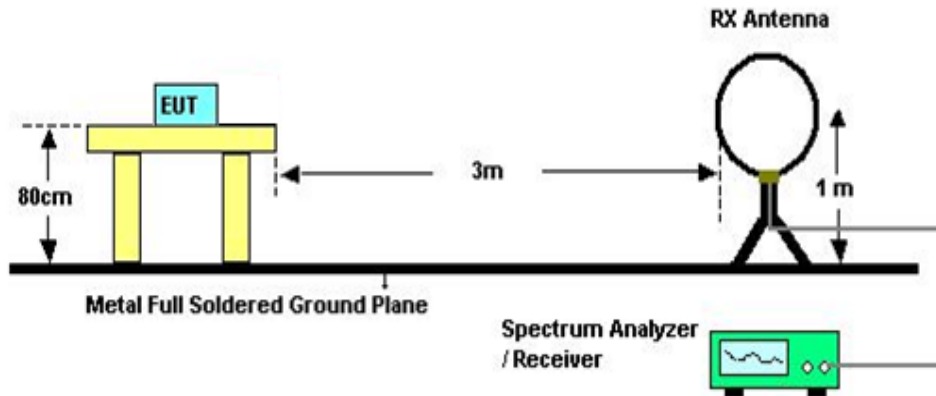 RX Antenna
EUT
80cm
3m
1 m
Metal Full Soldered Ground Plane
Spectrum Analyzer
/ Receiver